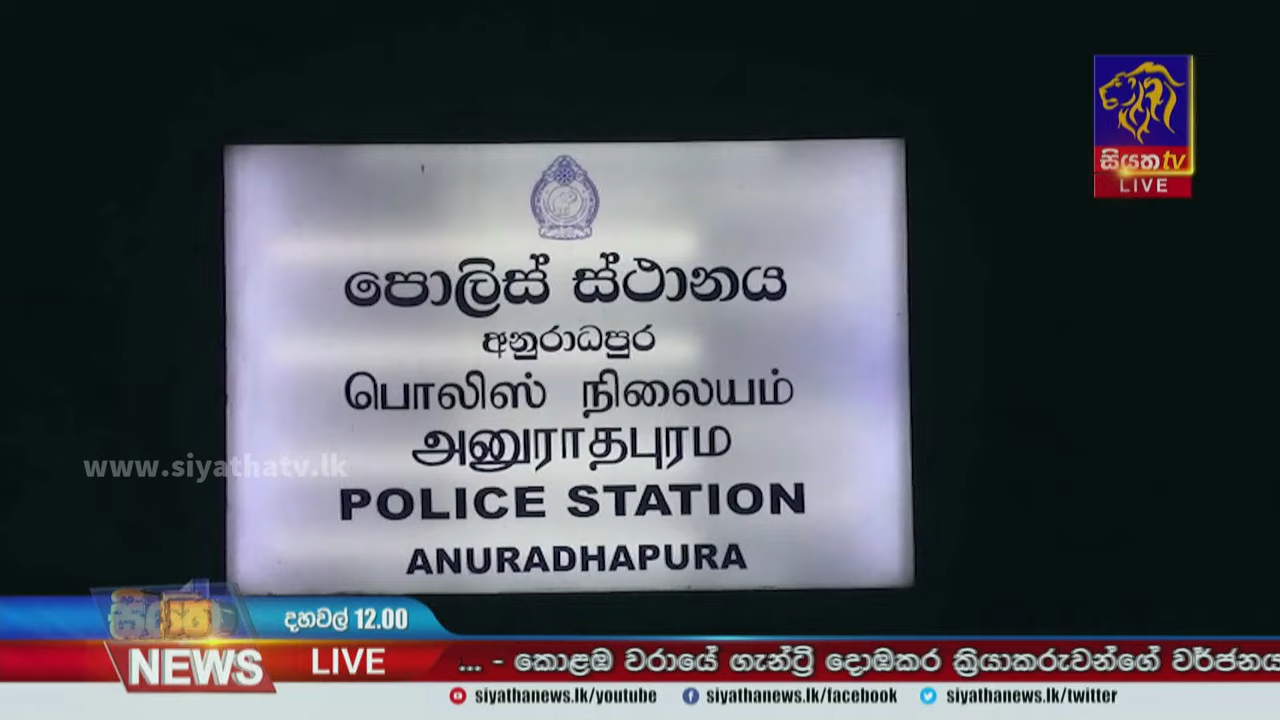 සියත tv
LIVE
පොලිස් ස්ථානය
අනුරාධපුර
பொலிஸ் நிலையம்
அனுராதபுரம
POLICE STATION
ANURADHAPURA
www.siyathatv.lk
දහවල් 12.00
NEWS LIVE
... - කොළඹ වරායේ ගැන්ට්‍රි දොඹකර ක්‍රියාකරුවන්ගේ වර්ජනය
siyathanews.lk/youtube siyathanews.lk/facebook siyathanews.lk/twitter